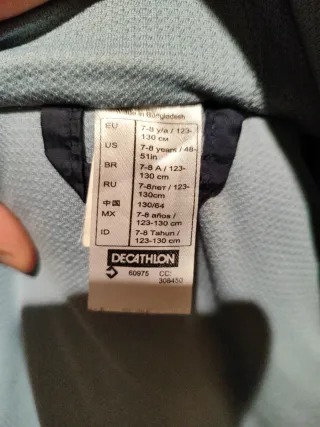 Made in Bangladesh
EU 7-8 y/a / 123-
130 см
US 7-8 years / 48-
51in
BR 7-8 A / 123-
130 cm
RU 7-8лет / 123-
130cm
中国 130/64
MX 7-8 años /
123-130 cm
ID 7-8 Tahun /
123-130 cm
DECATHLON
60975 CC:
308450